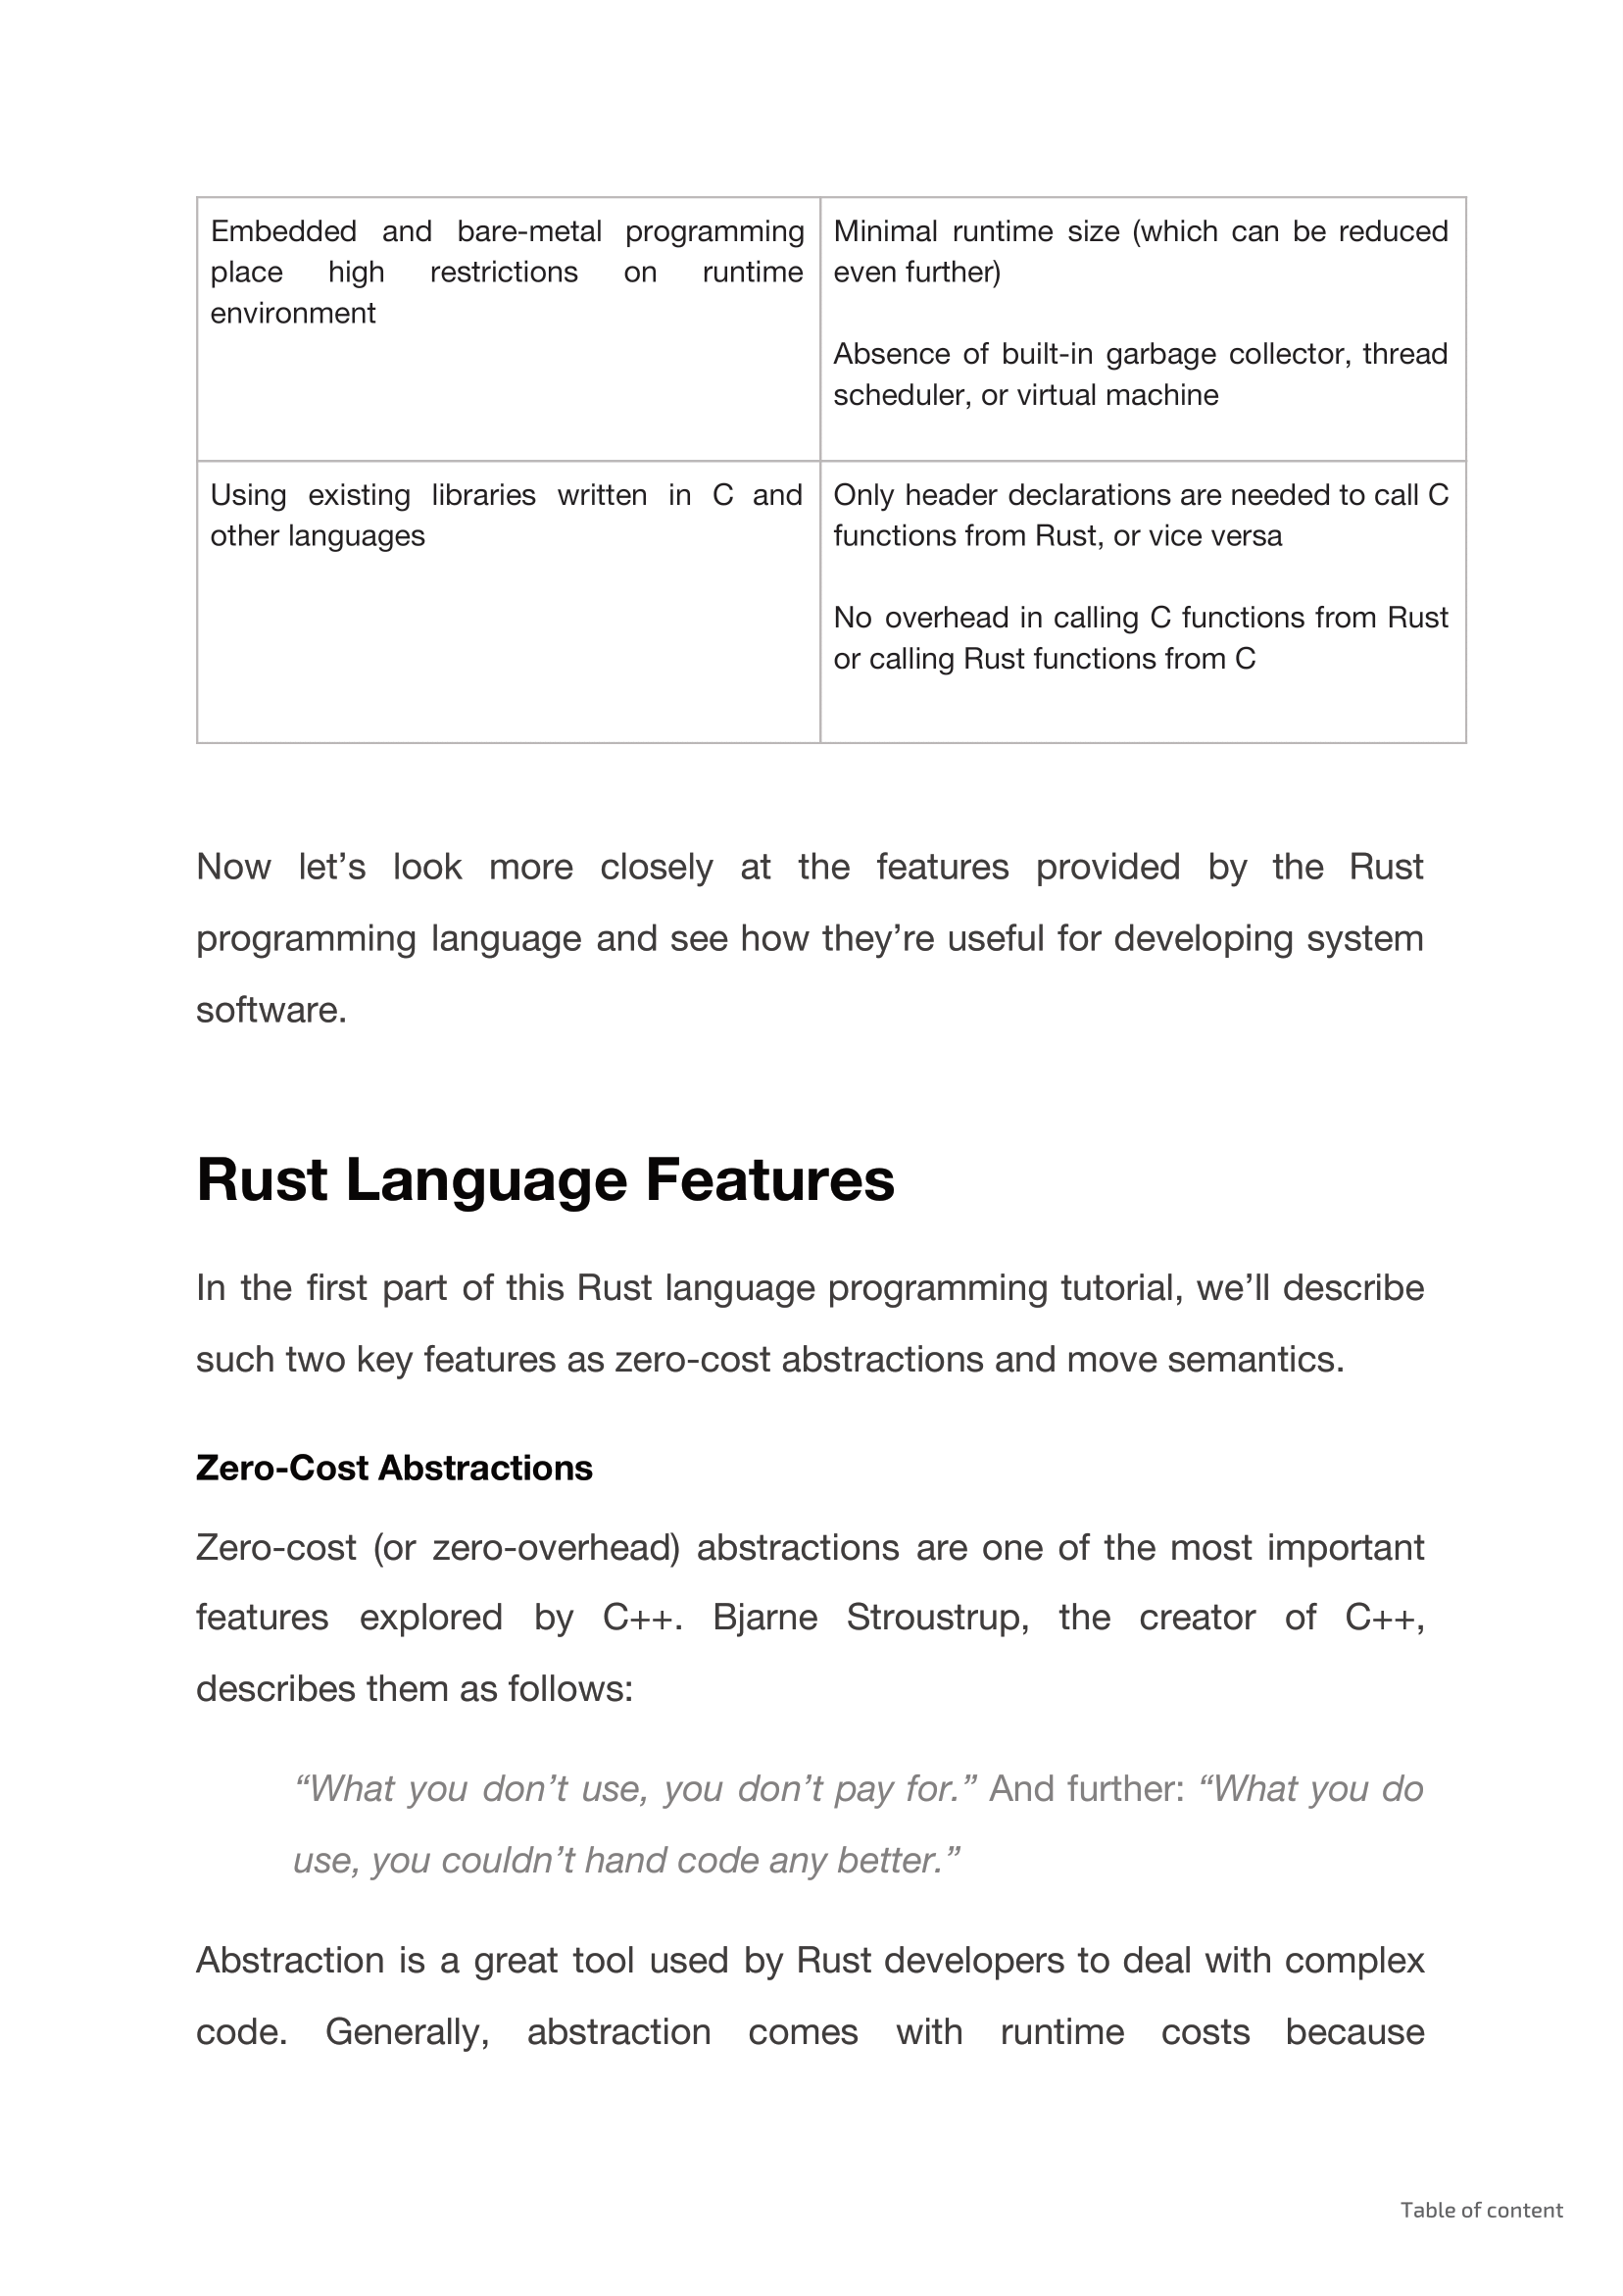 Embedded and bare-metal programming
place high restrictions on runtime
environment
Minimal runtime size (which can be reduced
even further)
Absence of built-in garbage collector, thread
scheduler, or virtual machine
Using existing libraries written in C and
other languages
Only header declarations are needed to call C
functions from Rust, or vice versa
No overhead in calling C functions from Rust
or calling Rust functions from C
Now let’s look more closely at the features provided by the Rust
programming language and see how they’re useful for developing system
software.
Rust Language Features
In the first part of this Rust language programming tutorial, we’ll describe
such two key features as zero-cost abstractions and move semantics.
Zero-Cost Abstractions
Zero-cost (or zero-overhead) abstractions are one of the most important
features explored by C++. Bjarne Stroustrup, the creator of C++,
describes them as follows:
“What you don’t use, you don’t pay for.” And further: “What you do
use, you couldn’t hand code any better.”
Abstraction is a great tool used by Rust developers to deal with complex
code. Generally, abstraction comes with runtime costs because
Table of content